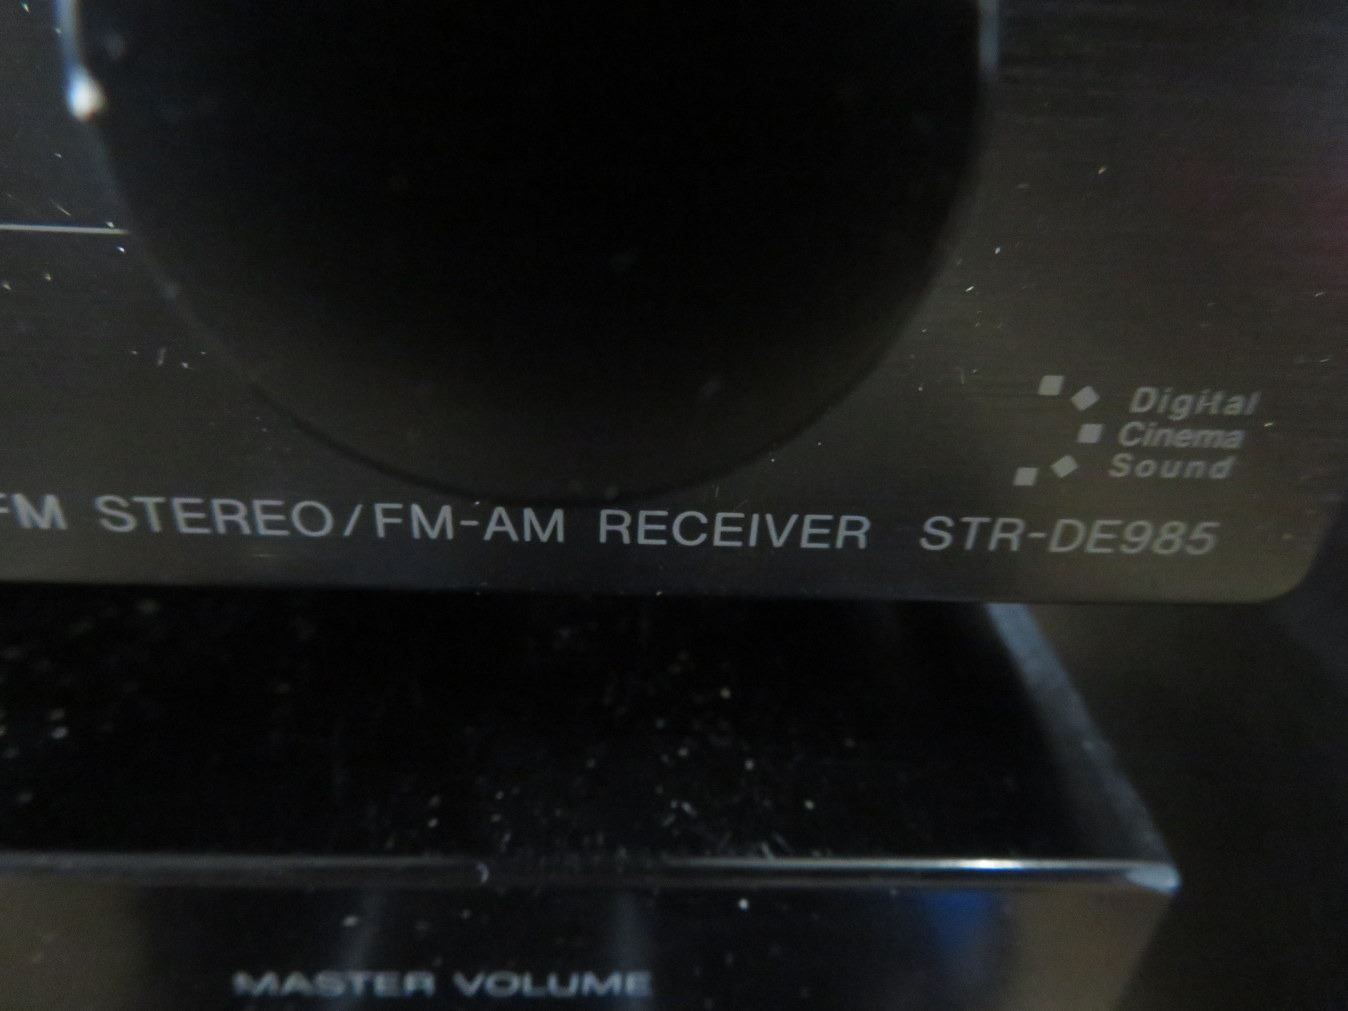 Digital
Cinema
Sound
FM STEREO/FM-AM RECEIVER STR-DE985
MASTER VOLUME